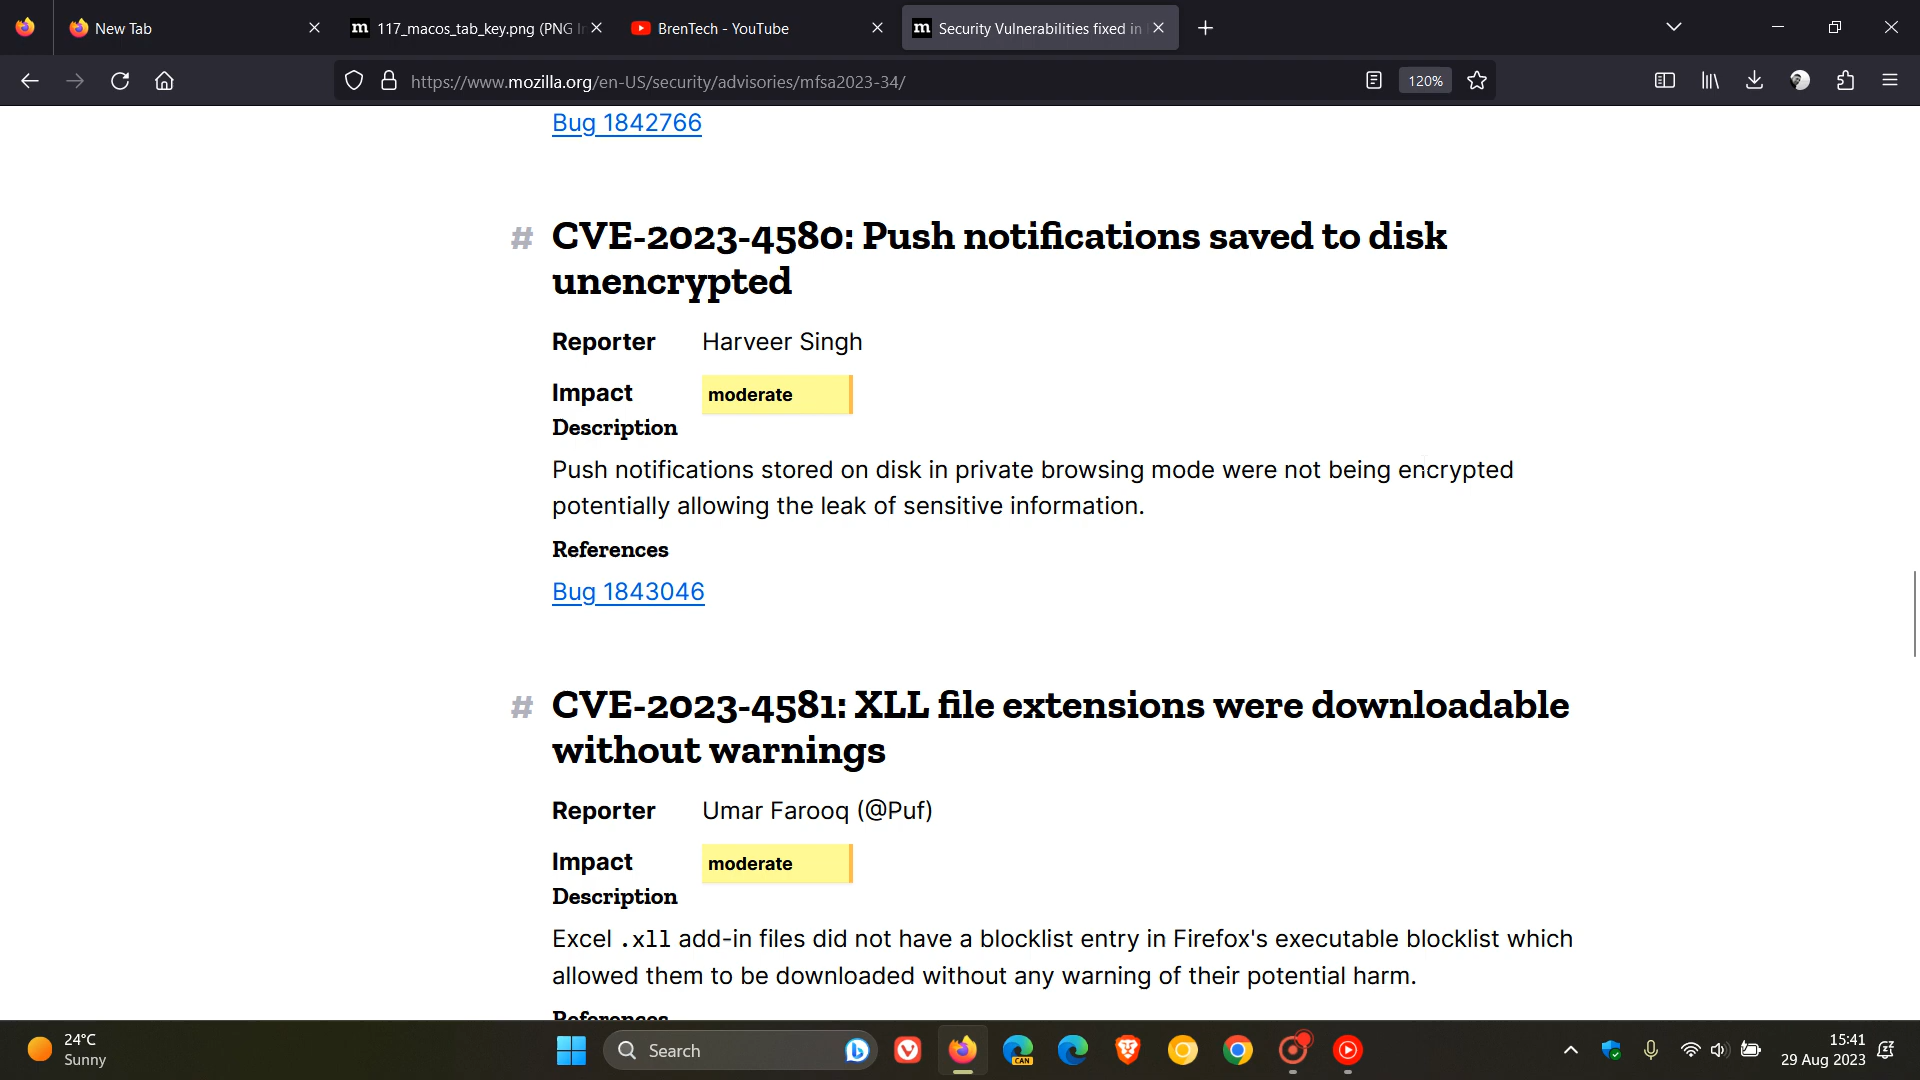 New Tab
117_macos_tab_key.png (PNG I
BrenTech - YouTube
Security Vulnerabilities fixed in
https://www.mozilla.org/en-US/security/advisories/mfsa2023-34/
120%
Bug 1842766
# CVE-2023-4580: Push notifications saved to disk
unencrypted
Reporter Harveer Singh
Impact moderate
Description
Push notifications stored on disk in private browsing mode were not being encrypted
potentially allowing the leak of sensitive information.
References
Bug 1843046
# CVE-2023-4581: XLL file extensions were downloadable
without warnings
Reporter Umar Farooq (@Puf)
Impact moderate
Description
Excel .xll add-in files did not have a blocklist entry in Firefox's executable blocklist which
allowed them to be downloaded without any warning of their potential harm.
References
24°C
Sunny
Search
CAN
15:41
29 Aug 2023